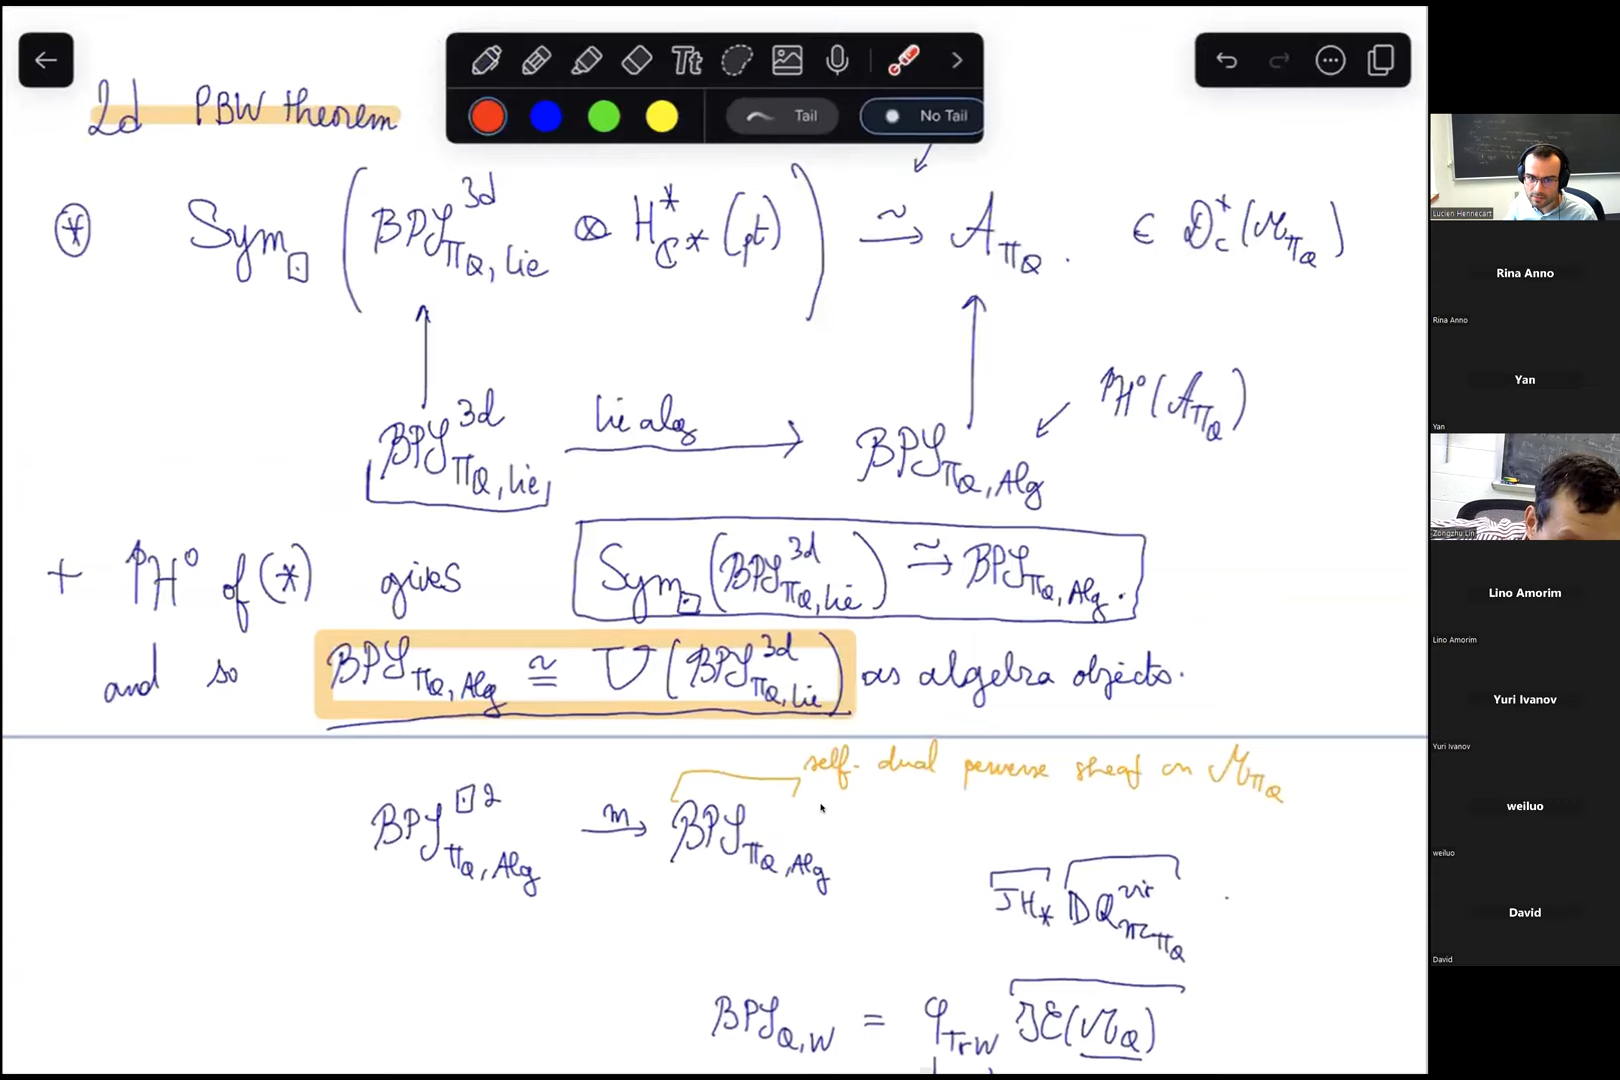 2d PBW theorem
Tt
Tail No Tail
(*) Sym⊡ (BPS^{3d}_{Π_Q, Lie} ⊗ H^*_{C^*}(pt)) ~→ A_{Π_Q}. ∈ D^+_c(M_{Π_Q})
BPS^{3d}_{Π_Q, Lie} Lie alg → BPS_{Π_Q, Alg} ↙ ^pH^0(A_{Π_Q})
+ ^pH^0 of (*) gives Sym⊡(BPS^{3d}_{Π_Q, Lie}) ~→ BPS_{Π_Q, Alg}.
and so BPS_{Π_Q, Alg} ≅ U(BPS^{3d}_{Π_Q, Lie}) as algebra objects.
self-dual perverse sheaf on M_{Π_Q}
BPS^{⊡2}_{Π_Q, Alg} m→ BPS_{Π_Q, Alg}
JH_* DQ^{vir}_{M_{Π_Q}}
BPS_{Q,W} = φ_{TrW} IC(M_Q)
Lucien Hennecart
Rina Anno
Rina Anno
Yan
Yan
Zongzhu Lin
Lino Amorim
Lino Amorim
Yuri Ivanov
Yuri Ivanov
weiluo
weiluo
David
David